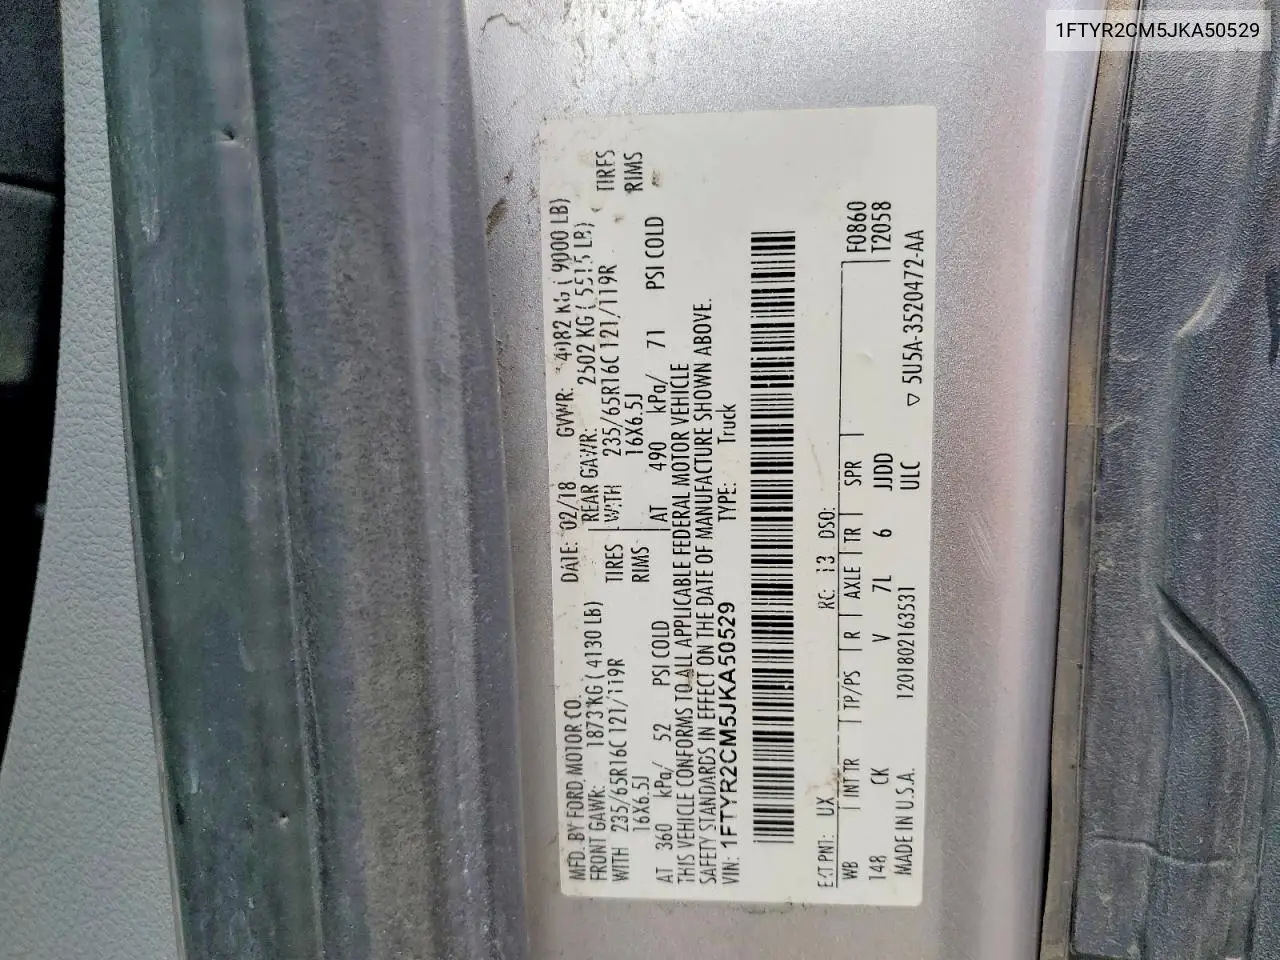 1FTYR2CM5JKA50529
MFD. BY FORD MOTOR CO. DATE: 02/18 GVWR: 4082 KG ( 9000 LB)
FRONT GAWR: 1873 KG ( 4130 LB) REAR GAWR: 2502 KG ( 5515 LB)
WITH 235/65R16C 121/119R TIRES WITH 235/65R16C 121/119R TIRES
16X6.5J RIMS 16X6.5J RIMS
AT 360 kPa/ 52 PSI COLD AT 490 kPa/ 71 PSI COLD
THIS VEHICLE CONFORMS TO ALL APPLICABLE FEDERAL MOTOR VEHICLE
SAFETY STANDARDS IN EFFECT ON THE DATE OF MANUFACTURE SHOWN ABOVE.
VIN: 1FTYR2CM5JKA50529 TYPE: Truck
EXT PNT: UX RC: 13 DSO:
WB INT TR TP/PS R AXLE TR SPR F0860
148 CK V 7L 6 JJDD T2058
MADE IN U.S.A. 1201802163531 ULC ▽ 5U5A-3520472-AA